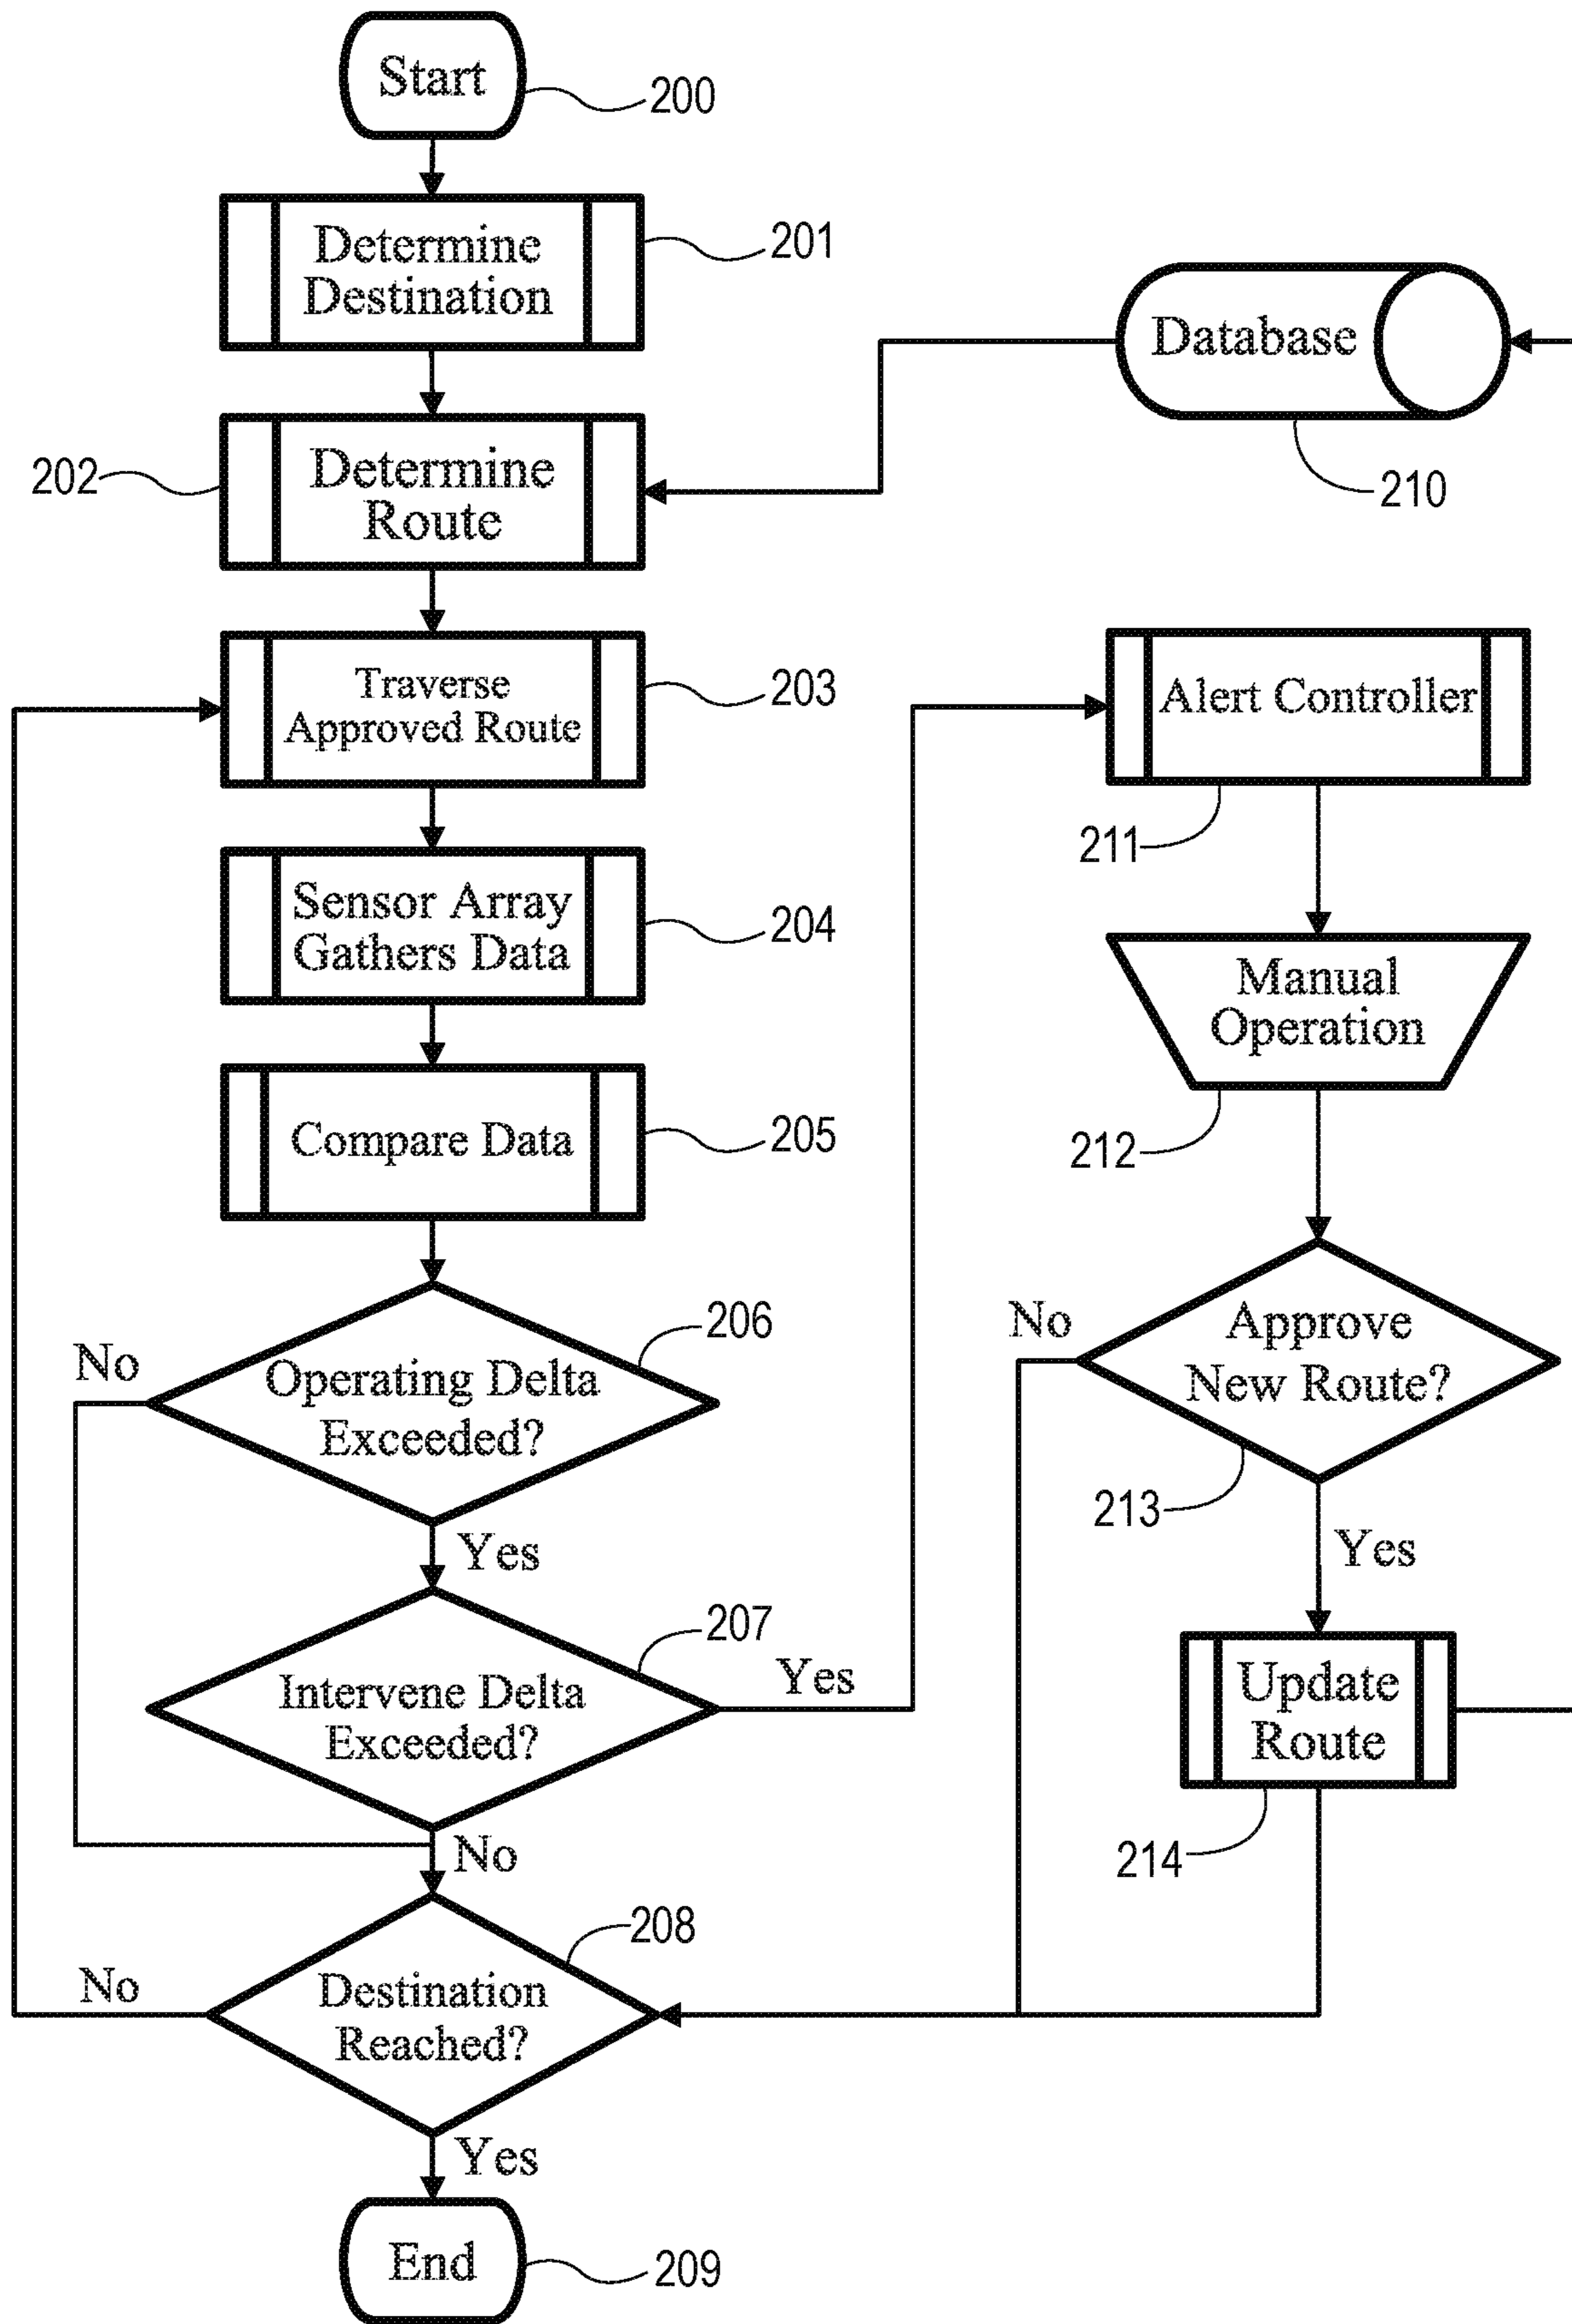 Start
200
Determine
Destination
201
Database
210
202
Determine
Route
Traverse
Approved Route
203
Alert Controller
211
Sensor Array
Gathers Data
204
Manual
Operation
212
Compare Data
205
No
Operating Delta
Exceeded?
206
Yes
No
Approve
New Route?
213
Yes
Intervene Delta
Exceeded?
207
Yes
No
Update
Route
214
No
Destination
Reached?
208
Yes
End
209